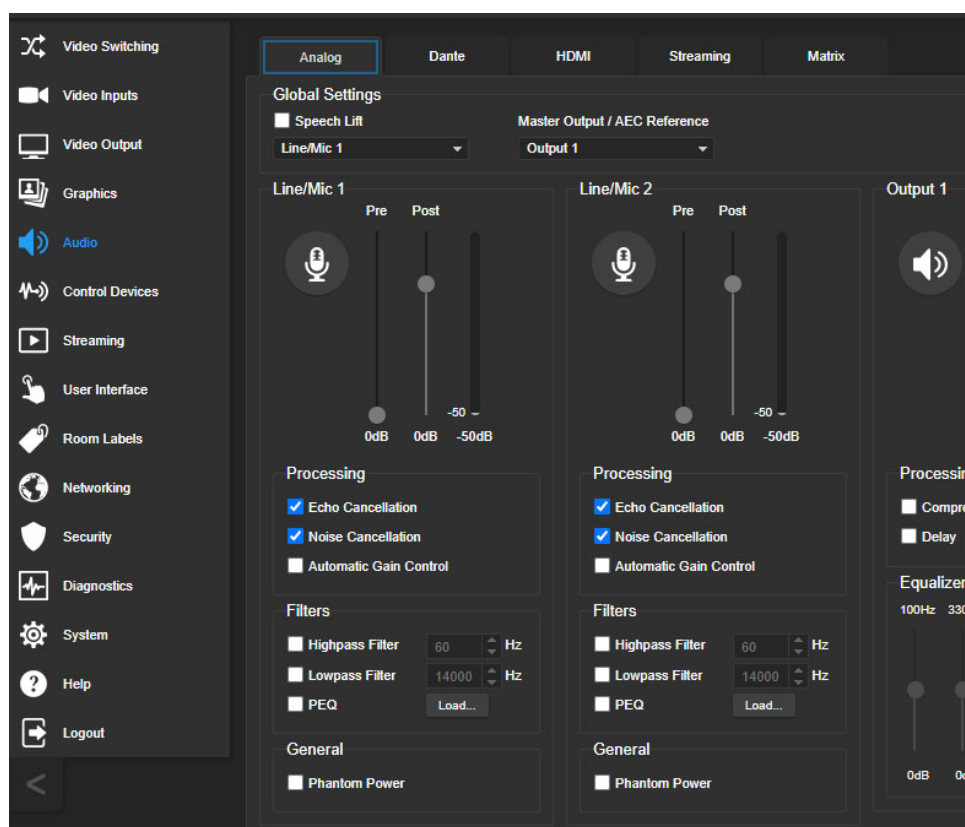 Video Switching
Video Inputs
Video Output
Graphics
Audio
Control Devices
Streaming
User Interface
Room Labels
Networking
Security
Diagnostics
System
Help
Logout
<
Analog Dante HDMI Streaming Matrix
Global Settings
Speech Lift Master Output / AEC Reference
Line/Mic 1 Output 1
Line/Mic 1
Pre Post
-50
0dB 0dB -50dB
Processing
Echo Cancellation
Noise Cancellation
Automatic Gain Control
Filters
Highpass Filter 60 Hz
Lowpass Filter 14000 Hz
PEQ Load...
General
Phantom Power
Line/Mic 2
Pre Post
-50
0dB 0dB -50dB
Processing
Echo Cancellation
Noise Cancellation
Automatic Gain Control
Filters
Highpass Filter 60 Hz
Lowpass Filter 14000 Hz
PEQ Load...
General
Phantom Power
Output 1
Processin
Compre
Delay
Equalizer
100Hz 330
0dB